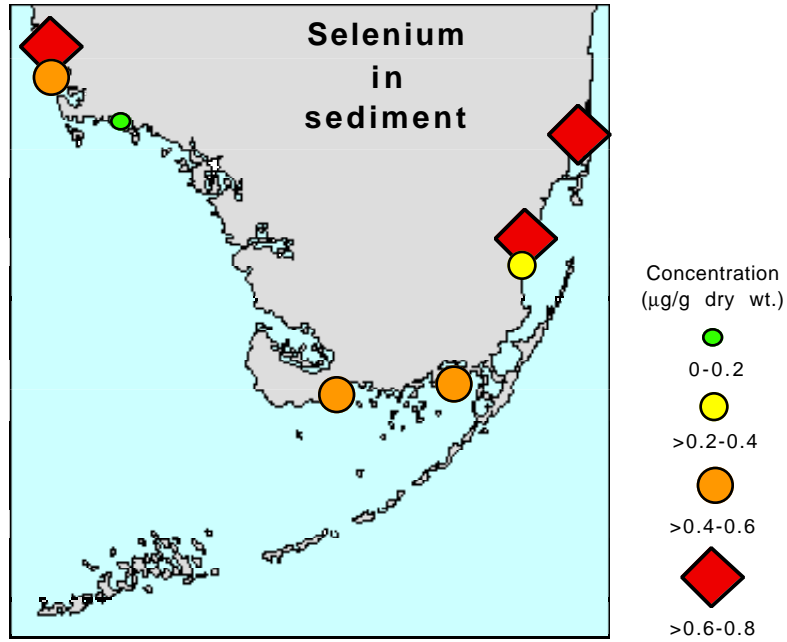 Selenium
in
sediment
Concentration
(µg/g dry wt.)
0-0.2
>0.2-0.4
>0.4-0.6
>0.6-0.8